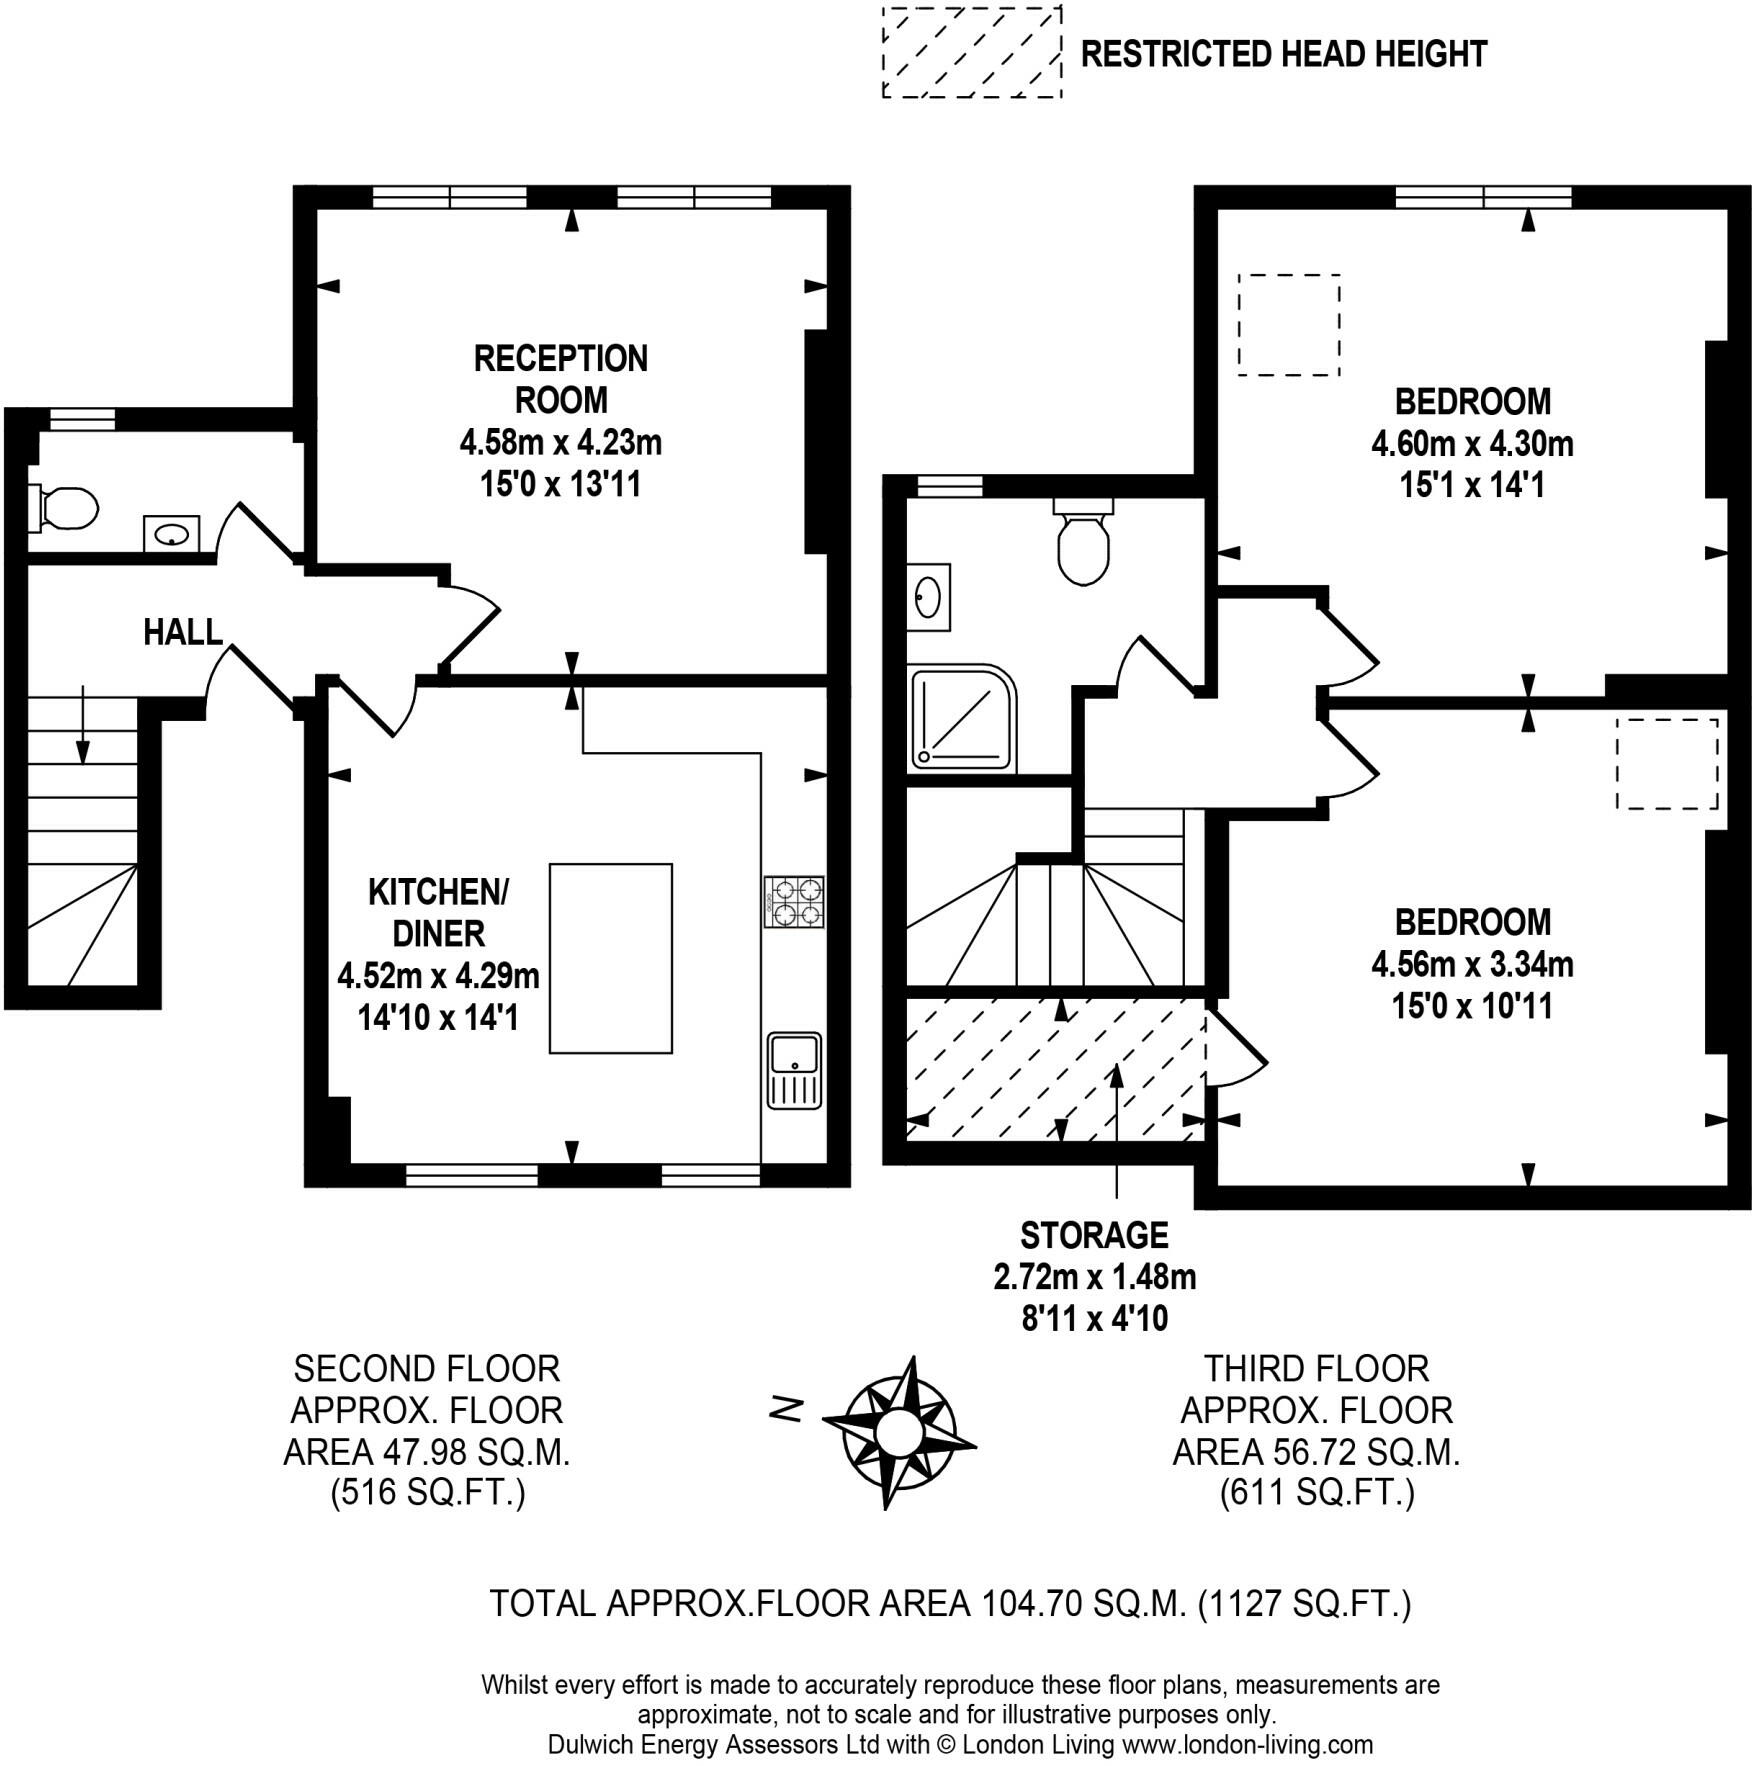 RESTRICTED HEAD HEIGHT
RECEPTION
ROOM
4.58m x 4.23m
15'0 x 13'11
BEDROOM
4.60m x 4.30m
15'1 x 14'1
HALL
KITCHEN/
DINER
4.52m x 4.29m
14'10 x 14'1
BEDROOM
4.56m x 3.34m
15'0 x 10'11
STORAGE
2.72m x 1.48m
8'11 x 4'10
SECOND FLOOR
APPROX. FLOOR
AREA 47.98 SQ.M.
(516 SQ.FT.)
N
THIRD FLOOR
APPROX. FLOOR
AREA 56.72 SQ.M.
(611 SQ.FT.)
TOTAL APPROX.FLOOR AREA 104.70 SQ.M. (1127 SQ.FT.)
Whilst every effort is made to accurately reproduce these floor plans, measurements are
approximate, not to scale and for illustrative purposes only.
Dulwich Energy Assessors Ltd with © London Living www.london-living.com